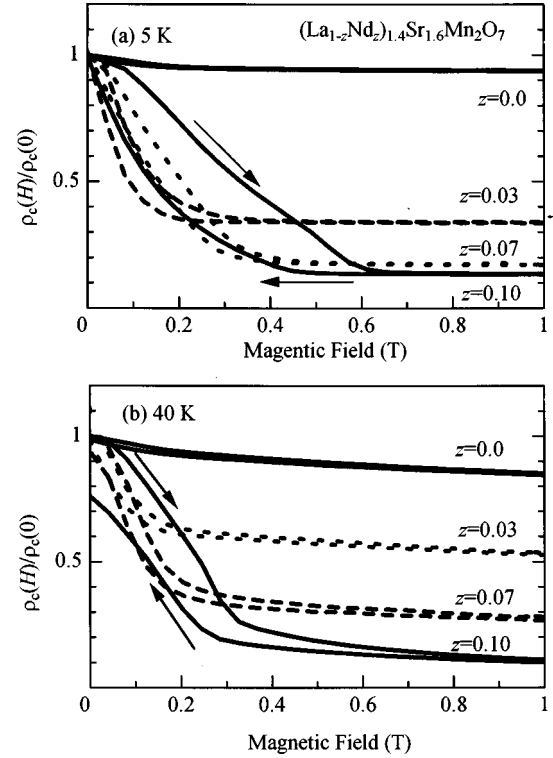 (a) 5 K
(La1-zNdz)1.4Sr1.6Mn2O7
1
z=0.0
ρc(H)/ρc(0)
0.5
z=0.03
z=0.07
z=0.10
0 0.2 0.4 0.6 0.8 1
Magentic Field (T)
(b) 40 K
1
z=0.0
ρc(H)/ρc(0)
z=0.03
0.5
z=0.07
z=0.10
0 0.2 0.4 0.6 0.8 1
Magnetic Field (T)